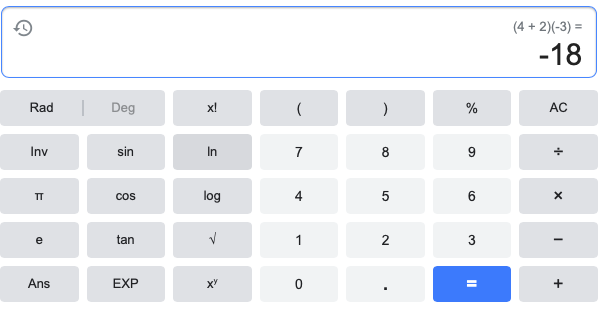 (4 + 2)(-3) =
-18
Rad | Deg x! ( ) % AC
Inv sin ln 7 8 9 ÷
π cos log 4 5 6 ×
e tan √ 1 2 3 −
Ans EXP xʸ 0 . = +